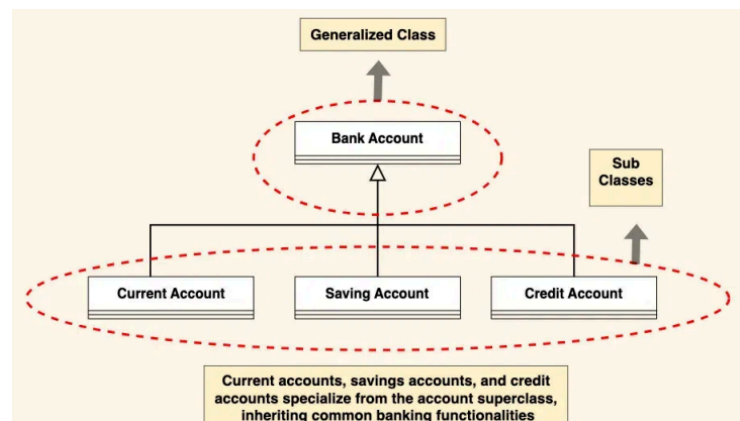 Generalized Class
Bank Account
Sub
Classes
Current Account
Saving Account
Credit Account
Current accounts, savings accounts, and credit
accounts specialize from the account superclass,
inheriting common banking functionalities